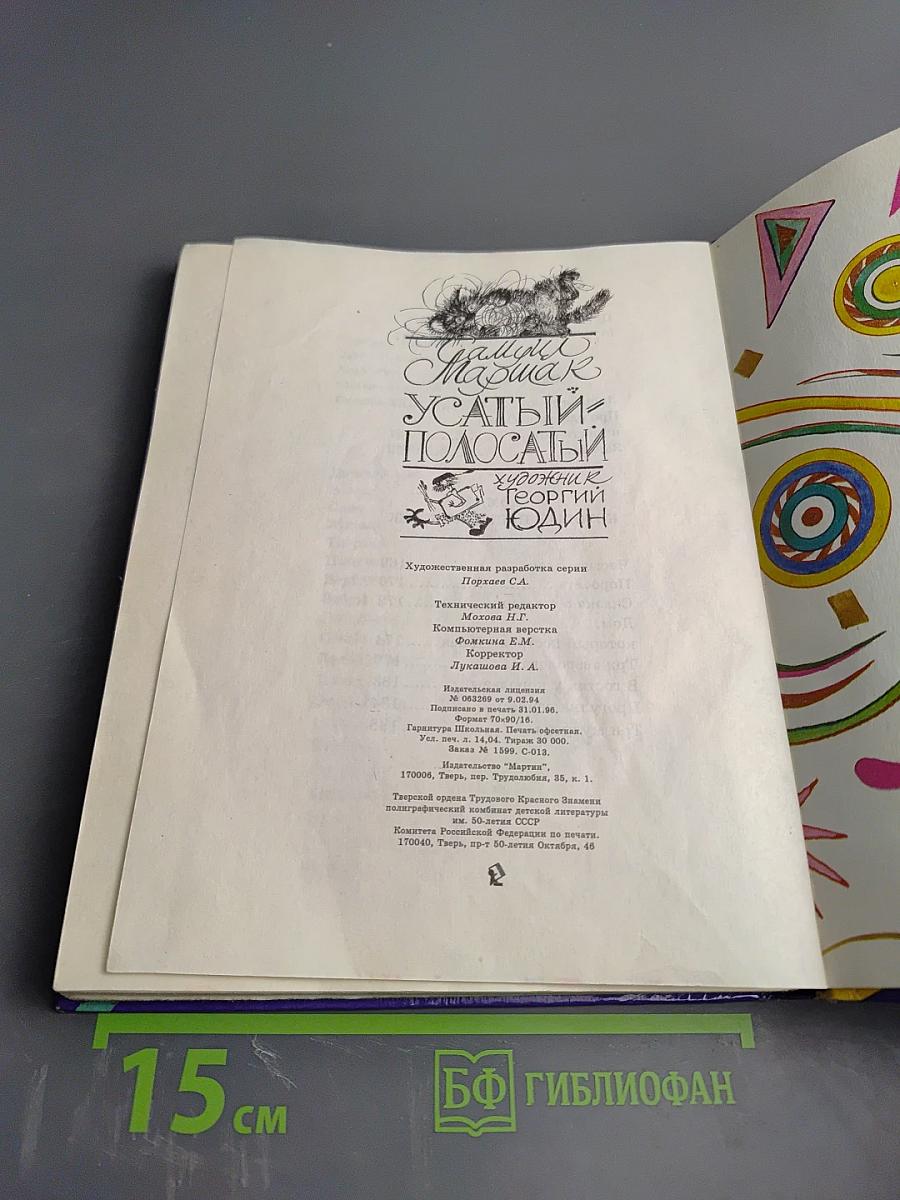 Самуил
Маршак
УСАТЫЙ-
ПОЛОСАТЫЙ
художник
ГЕОРГИЙ
ЮДИН
Художественная разработка серии
Порхаев С.А.
Технический редактор
Мохова Н.Г.
Компьютерная верстка
Фомкина Е.М.
Корректор
Лукашова И. А.
Издательская лицензия
№ 063269 от 9.02.94
Подписано в печать 31.01.96.
Формат 70x90/16.
Гарнитура Школьная. Печать офсетная.
Усл. печ. л. 14,04. Тираж 30 000.
Заказ № 1599. С-013.
Издательство "Мартин",
170006, Тверь, пер. Трудолюбия, 35, к. 1.
Тверской ордена Трудового Красного Знамени
полиграфический комбинат детской литературы
им. 50-летия СССР
Комитета Российской Федерации по печати.
170040, Тверь, пр-т 50-летия Октября, 46
15 см
БФ ГИБЛИОФАН